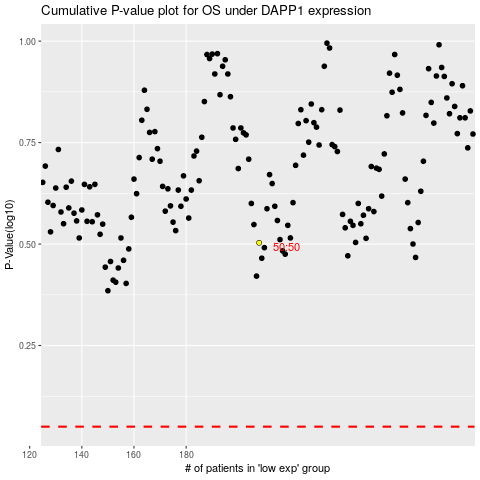 Cumulative P-value plot for OS under DAPP1 expression
P-Value(log10)
1.00
0.75
0.50
0.25
50:50
120 140 160 180
# of patients in 'low exp' group